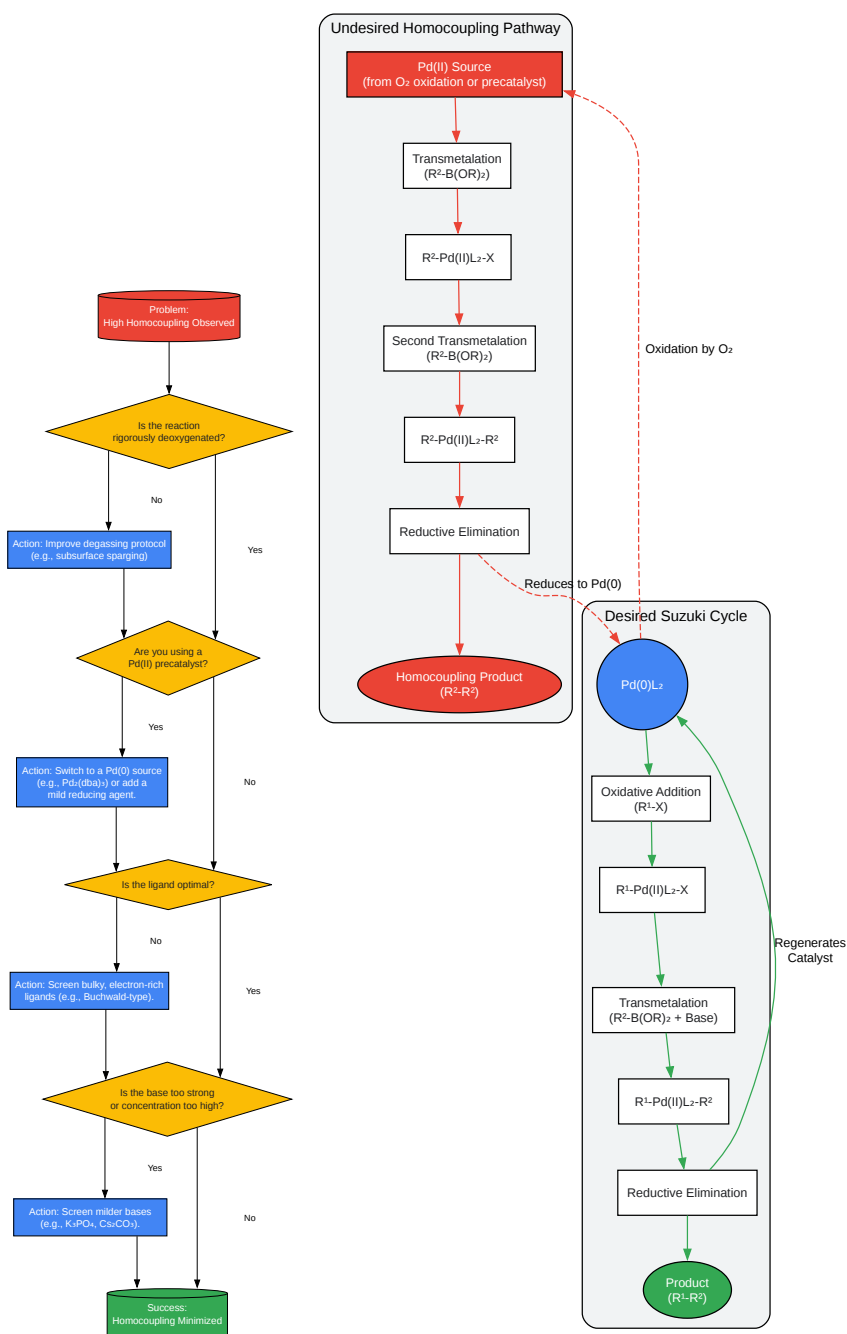 Undesired Homocoupling Pathway
Pd(II) Source
(from O₂ oxidation or precatalyst)
Transmetalation
(R²-B(OR)₂)
R²-Pd(II)L₂-X
Second Transmetalation
(R²-B(OR)₂)
R²-Pd(II)L₂-R²
Reductive Elimination
Homocoupling Product
(R²-R²)
Oxidation by O₂
Reduces to Pd(0)
Desired Suzuki Cycle
Pd(0)L₂
Oxidative Addition
(R¹-X)
R¹-Pd(II)L₂-X
Transmetalation
(R²-B(OR)₂ + Base)
R¹-Pd(II)L₂-R²
Reductive Elimination
Product
(R¹-R²)
Regenerates
Catalyst
Problem:
High Homocoupling Observed
Is the reaction
rigorously deoxygenated?
No
Yes
Action: Improve degassing protocol
(e.g., subsurface sparging)
Are you using a
Pd(II) precatalyst?
Yes
No
Action: Switch to a Pd(0) source
(e.g., Pd₂(dba)₃) or add a
mild reducing agent.
Is the ligand optimal?
No
Yes
Action: Screen bulky, electron-rich
ligands (e.g., Buchwald-type).
Is the base too strong
or concentration too high?
Yes
No
Action: Screen milder bases
(e.g., K₃PO₄, Cs₂CO₃).
Success:
Homocoupling Minimized